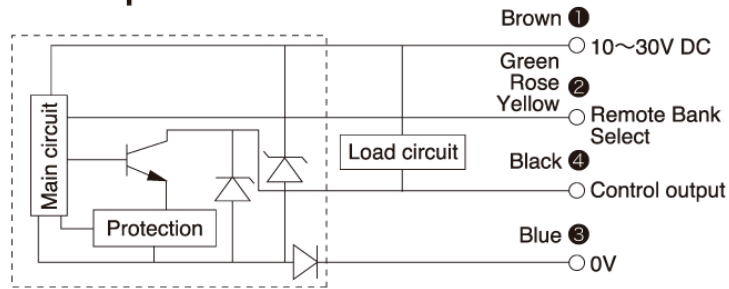 Brown ❶
10～30V DC
Green
Rose ❷
Yellow
Remote Bank
Select
Main circuit
Load circuit
Black ❹
Control output
Protection
Blue ❸
0V